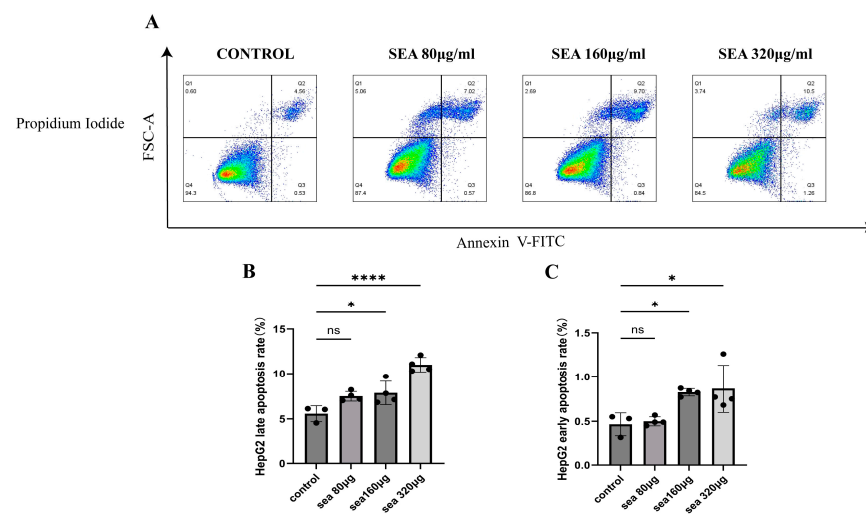 A
CONTROL
SEA 80μg/ml
SEA 160μg/ml
SEA 320μg/ml
Propidium Iodide
FSC-A
Q1
0.60
Q2
4.56
Q4
94.3
Q3
0.53
Q1
5.06
Q2
7.02
Q4
87.4
Q3
0.57
Q1
2.69
Q2
9.70
Q4
86.8
Q3
0.84
Q1
3.74
Q2
10.5
Q4
84.5
Q3
1.26
Annexin V-FITC
B
****
*
ns
HepG2 late apoptosis rate(%)
15
10
5
0
control
sea 80μg
sea160μg
sea 320μg
C
*
*
ns
HepG2 early apoptosis rate(%)
1.5
1.0
0.5
0.0
control
sea 80μg
sea160μg
sea 320μg